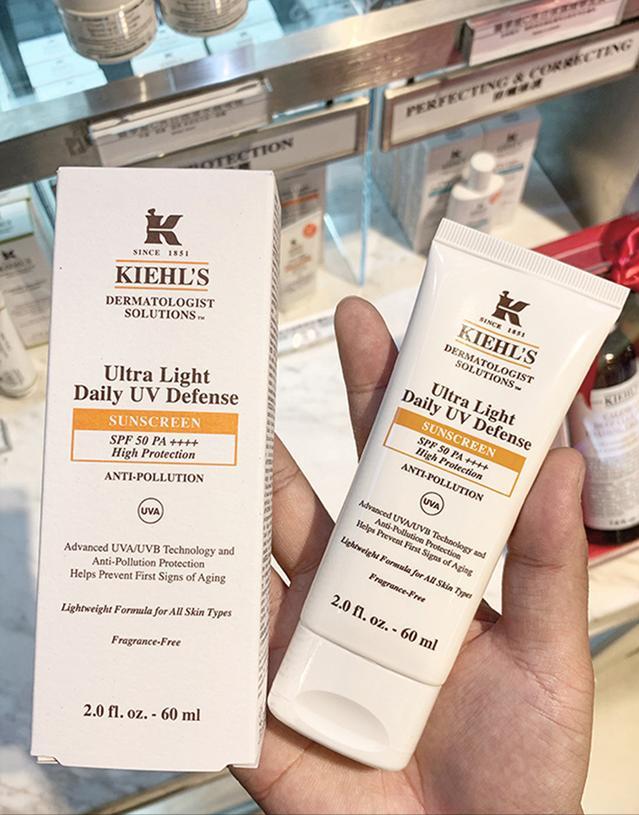 PERFECTING & CORRECTING
PROTECTION
K
SINCE 1851
KIEHL'S
DERMATOLOGIST
SOLUTIONS™
Ultra Light
Daily UV Defense
SUNSCREEN
SPF 50 PA ++++
High Protection
ANTI-POLLUTION
UVA
Advanced UVA/UVB Technology and
Anti-Pollution Protection
Helps Prevent First Signs of Aging
Lightweight Formula for All Skin Types
Fragrance-Free
2.0 fl. oz. - 60 ml
K
SINCE 1851
KIEHL'S
DERMATOLOGIST
SOLUTIONS™
Ultra Light
Daily UV Defense
SUNSCREEN
SPF 50 PA ++++
High Protection
ANTI-POLLUTION
UVA
Advanced UVA/UVB Technology and
Anti-Pollution Protection
Helps Prevent First Signs of Aging
Lightweight Formula for All Skin Types
Fragrance-Free
2.0 fl. oz. - 60 ml
KIEHL'S